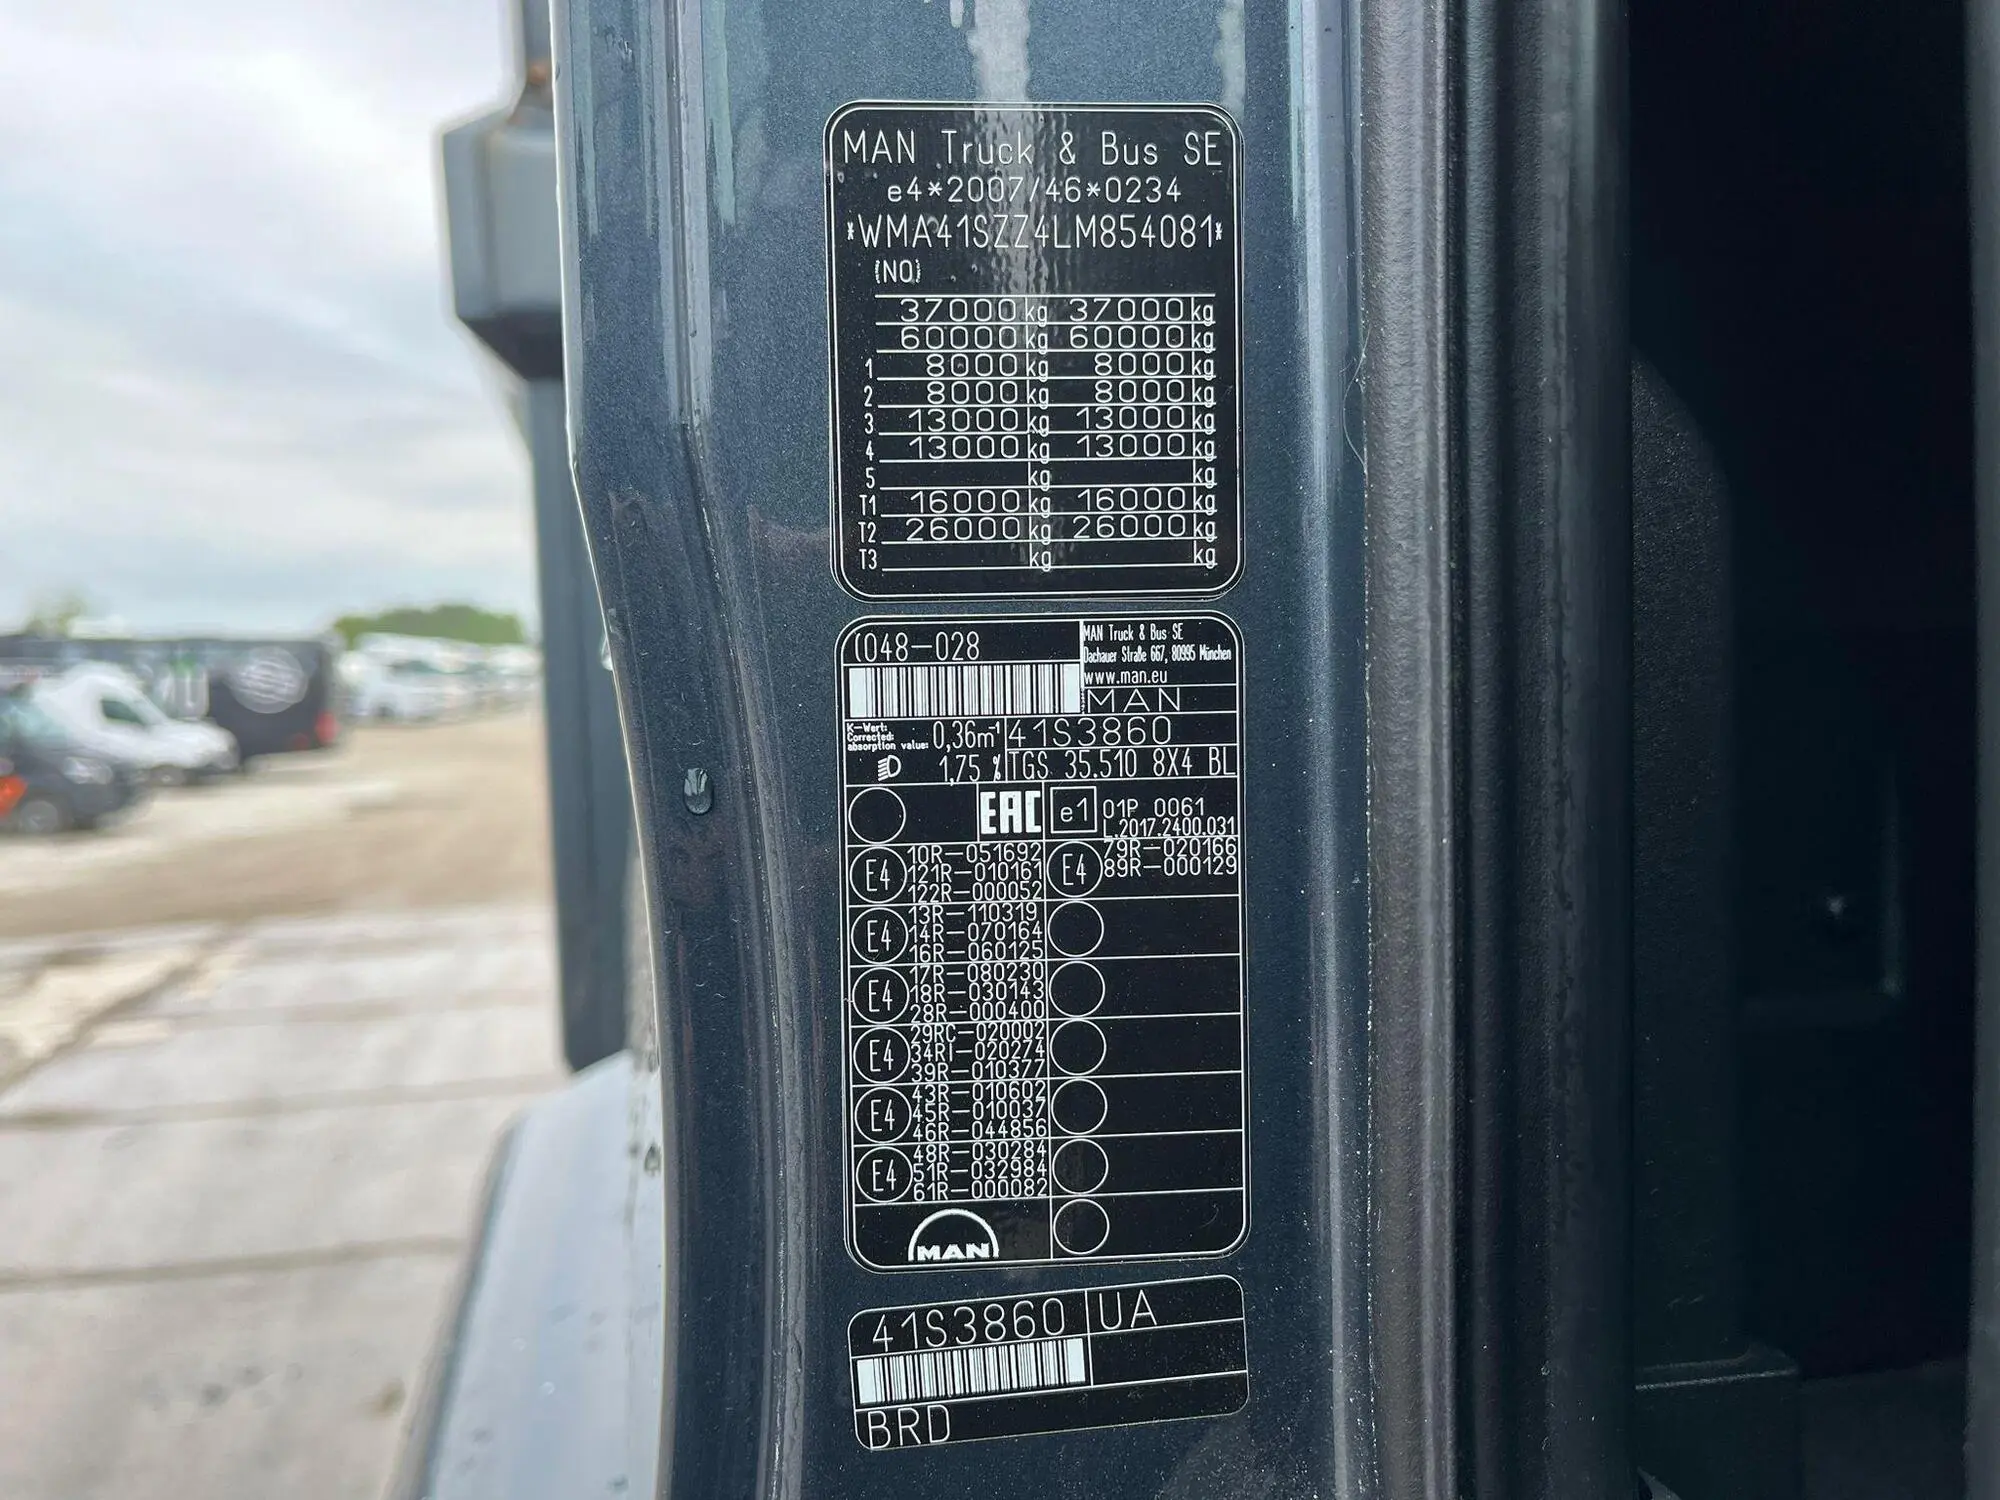 MAN Truck & Bus SE
e4*2007/46*0234
*WMA41SZZ4LM854081*
(NO)
37000 kg 37000 kg
60000 kg 60000 kg
1 8000 kg 8000 kg
2 8000 kg 8000 kg
3 13000 kg 13000 kg
4 13000 kg 13000 kg
5 kg kg
T1 16000 kg 16000 kg
T2 26000 kg 26000 kg
T3 kg kg
(048-028
MAN Truck & Bus SE
Dachauer Straße 667, 80995 München
www.man.eu
MAN
K-Wert:
Corrected
absorption value: 0,36m-1
41S3860
1,75 %
TGS 35.510 8X4 BL
EAC
e1 01P 0061
L.2017.2400.031
E4 10R-051692
121R-010161
122R-000052
E4 79R-020166
89R-000129
E4 13R-110319
14R-070164
16R-060125
E4 17R-080230
18R-030143
28R-000400
E4 29RC-020002
34RI-020274
39R-010377
E4 43R-010602
45R-010037
46R-044856
E4 48R-030284
51R-032984
61R-000082
MAN
41S3860 UA
BRD